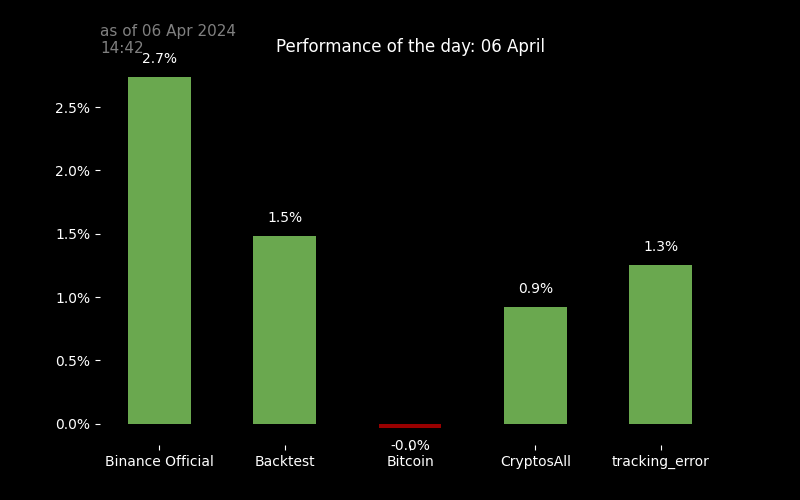 as of 06 Apr 2024
14:42
Performance of the day: 06 April
2.7%
2.5%
2.0%
1.5%
1.5%
1.3%
1.0%
0.9%
0.5%
0.0%
-0.0%
Binance Official
Backtest
Bitcoin
CryptosAll
tracking_error